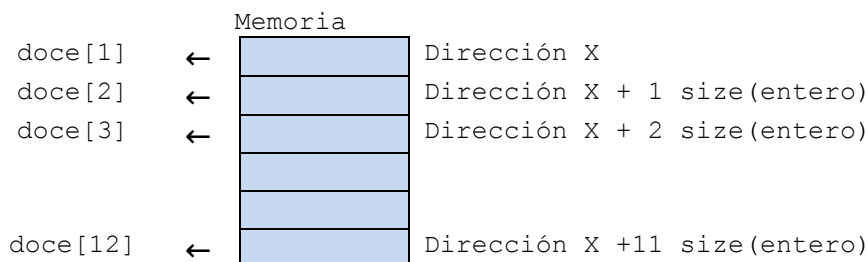 Memoria
doce[1] ← Dirección X
doce[2] ← Dirección X + 1 size(entero)
doce[3] ← Dirección X + 2 size(entero)
doce[12] ← Dirección X +11 size(entero)